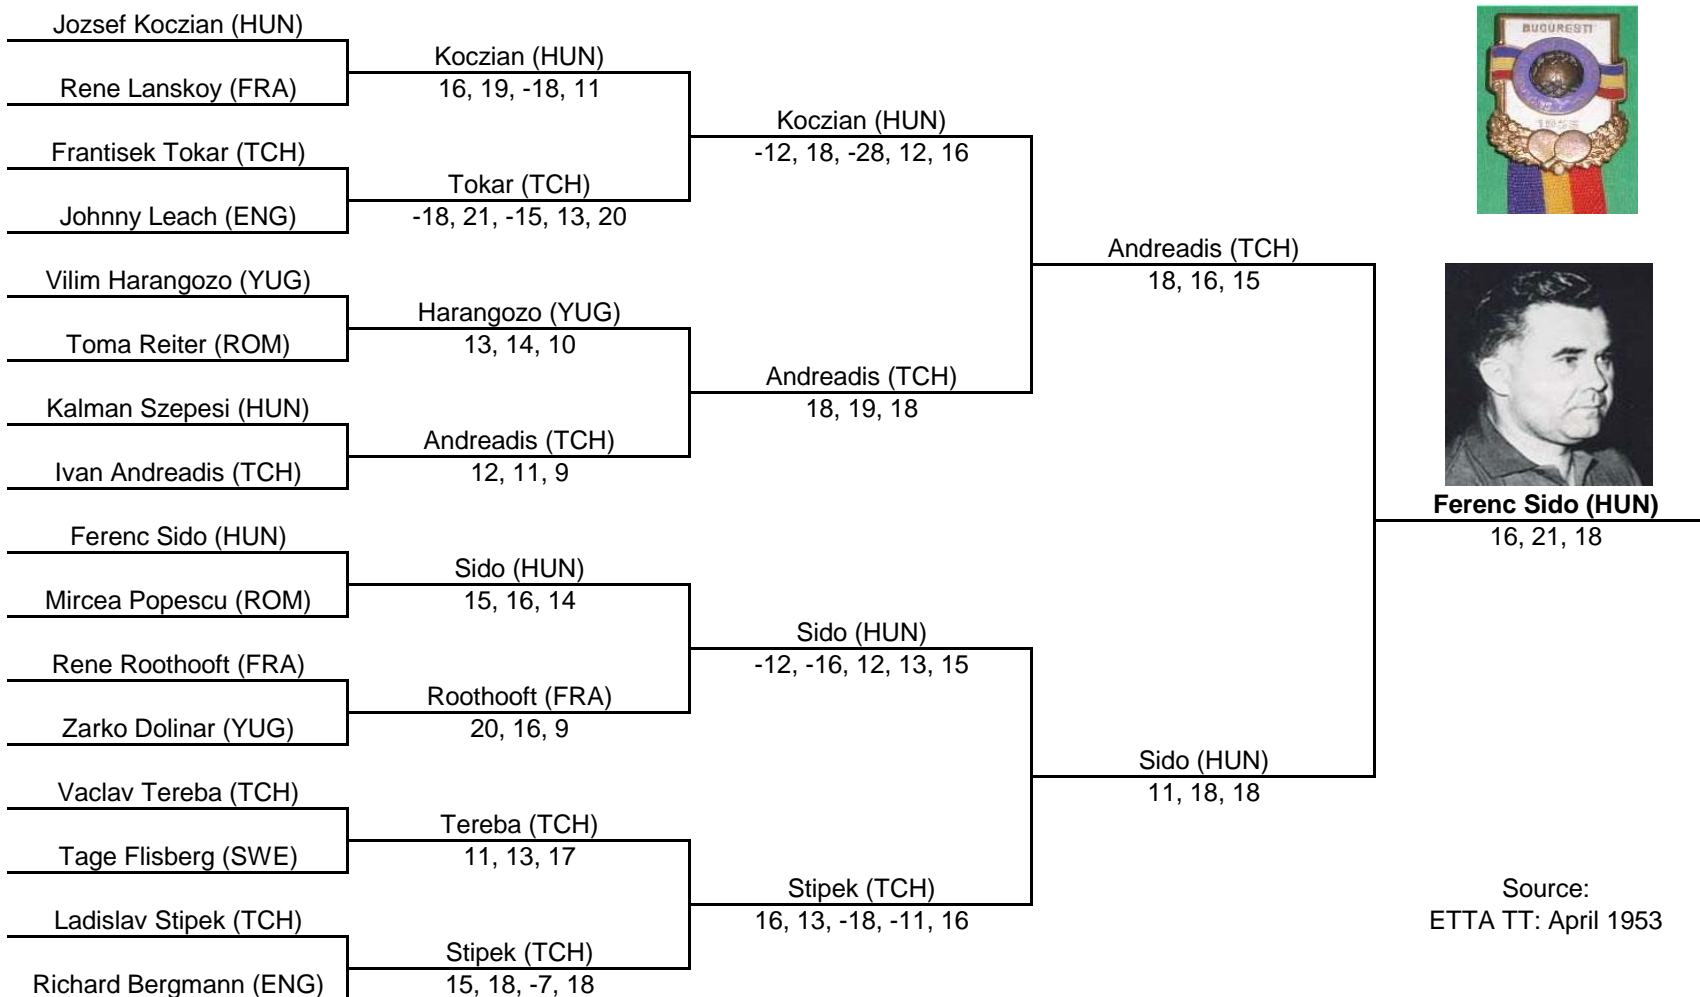 Jozsef Koczian (HUN)
Rene Lanskoy (FRA)
Frantisek Tokar (TCH)
Johnny Leach (ENG)
Vilim Harangozo (YUG)
Toma Reiter (ROM)
Kalman Szepesi (HUN)
Ivan Andreadis (TCH)
Ferenc Sido (HUN)
Mircea Popescu (ROM)
Rene Roothooft (FRA)
Zarko Dolinar (YUG)
Vaclav Tereba (TCH)
Tage Flisberg (SWE)
Ladislav Stipek (TCH)
Richard Bergmann (ENG)
Koczian (HUN)
16, 19, -18, 11
Tokar (TCH)
-18, 21, -15, 13, 20
Harangozo (YUG)
13, 14, 10
Andreadis (TCH)
12, 11, 9
Sido (HUN)
15, 16, 14
Roothooft (FRA)
20, 16, 9
Tereba (TCH)
11, 13, 17
Stipek (TCH)
15, 18, -7, 18
Koczian (HUN)
-12, 18, -28, 12, 16
Andreadis (TCH)
18, 19, 18
Sido (HUN)
-12, -16, 12, 13, 15
Stipek (TCH)
16, 13, -18, -11, 16
Andreadis (TCH)
18, 16, 15
Sido (HUN)
11, 18, 18
BUCURESTI
Ferenc Sido (HUN)
16, 21, 18
Source:
ETTA TT: April 1953